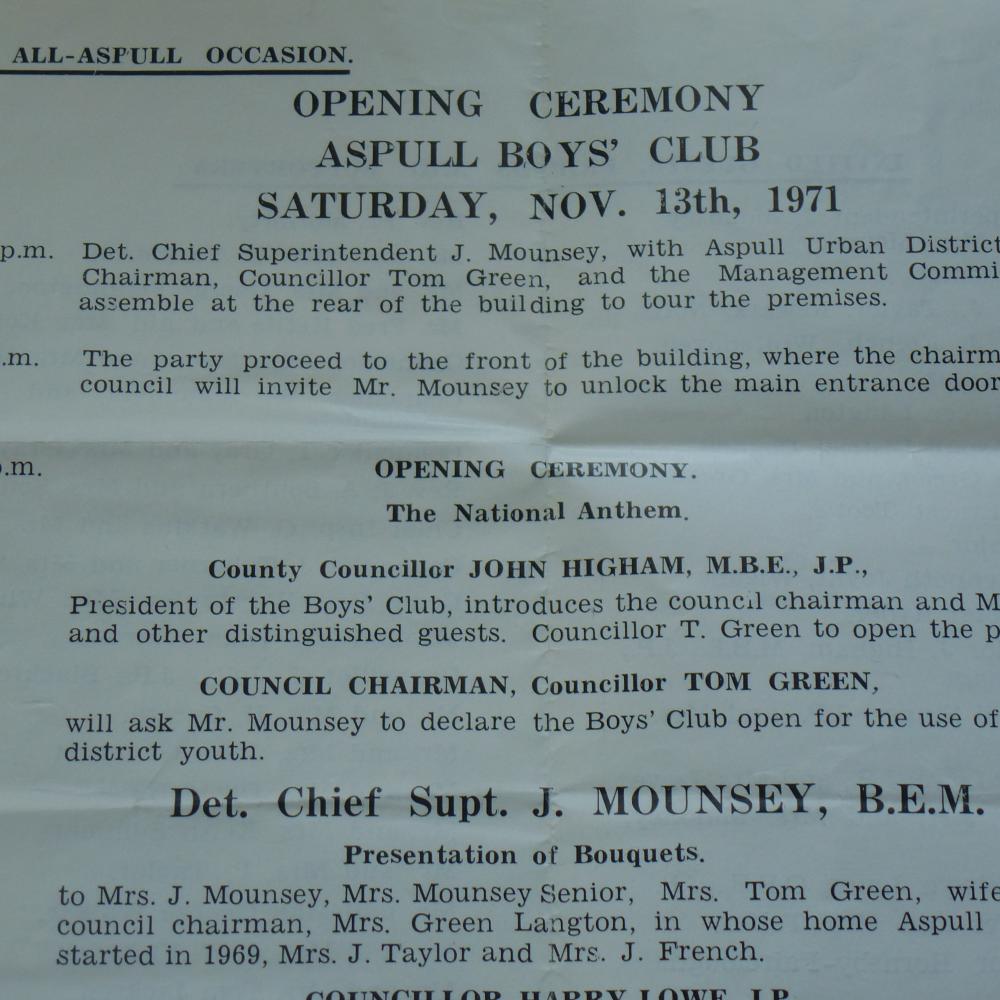 ALL-ASPULL OCCASION.
OPENING CEREMONY
ASPULL BOYS' CLUB
SATURDAY, NOV. 13th, 1971
p.m. Det. Chief Superintendent J. Mounsey, with Aspull Urban District
Chairman, Councillor Tom Green, and the Management Commi
assemble at the rear of the building to tour the premises.
.m. The party proceed to the front of the building, where the chairm
council will invite Mr. Mounsey to unlock the main entrance door
.m. OPENING CEREMONY.
The National Anthem.
County Councillor JOHN HIGHAM, M.B.E., J.P.,
President of the Boys' Club, introduces the council chairman and M
and other distinguished guests. Councillor T. Green to open the p
COUNCIL CHAIRMAN, Councillor TOM GREEN,
will ask Mr. Mounsey to declare the Boys' Club open for the use of
district youth.
Det. Chief Supt. J. MOUNSEY, B.E.M.
Presentation of Bouquets.
to Mrs. J. Mounsey, Mrs. Mounsey Senior, Mrs. Tom Green, wife
council chairman, Mrs. Green Langton, in whose home Aspull
started in 1969, Mrs. J. Taylor and Mrs. J. French.
COUNCILLOR HARRY LOWE, J.P.